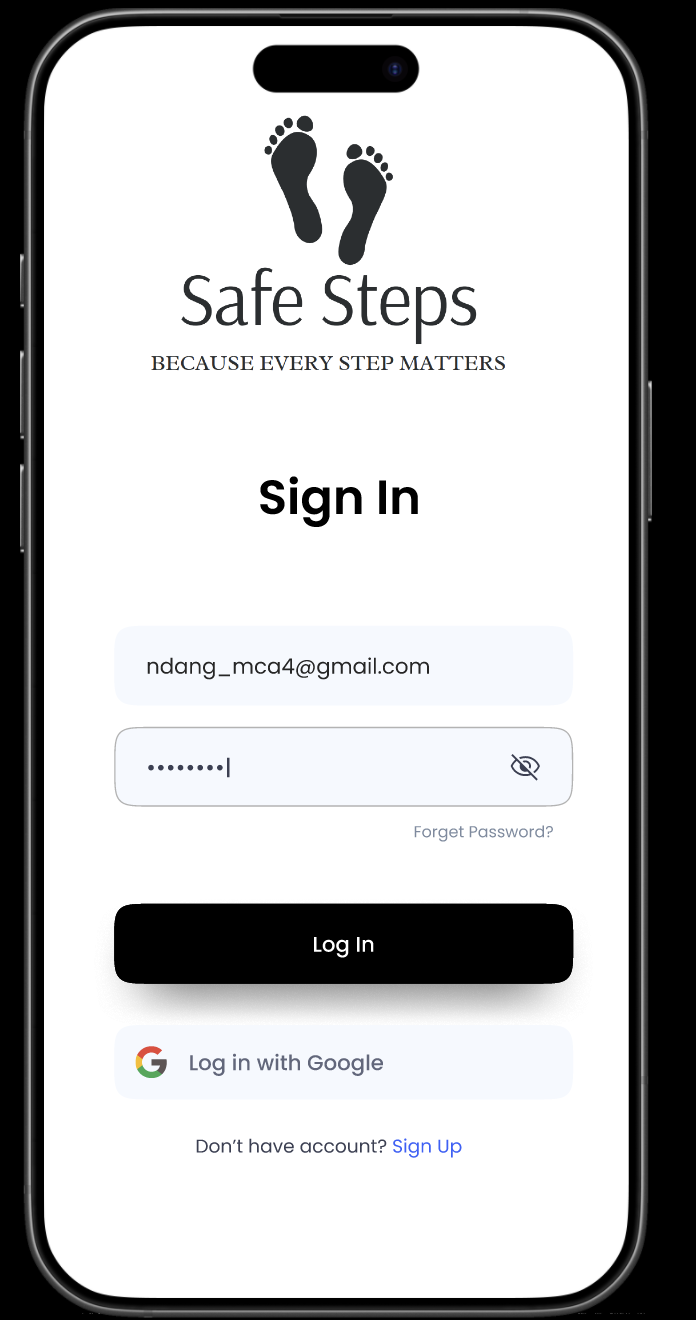 Safe Steps
BECAUSE EVERY STEP MATTERS
Sign In
ndang_mca4@gmail.com
••••••••
Forget Password?
Log In
Log in with Google
Don’t have account? Sign Up